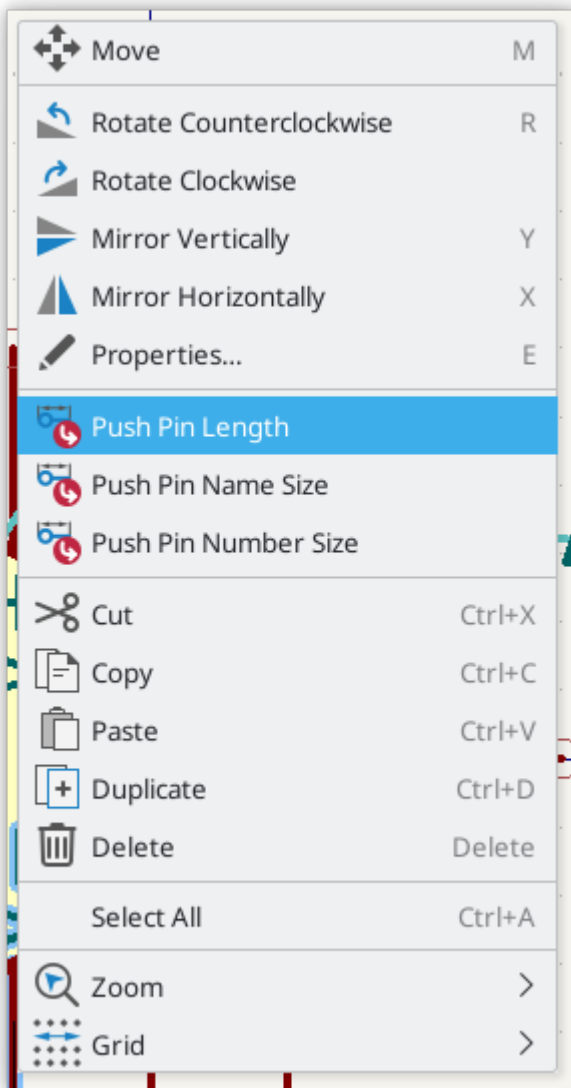 Move M
Rotate Counterclockwise R
Rotate Clockwise
Mirror Vertically Y
Mirror Horizontally X
Properties... E
Push Pin Length
Push Pin Name Size
Push Pin Number Size
Cut Ctrl+X
Copy Ctrl+C
Paste Ctrl+V
Duplicate Ctrl+D
Delete Delete
Select All Ctrl+A
Zoom
Grid